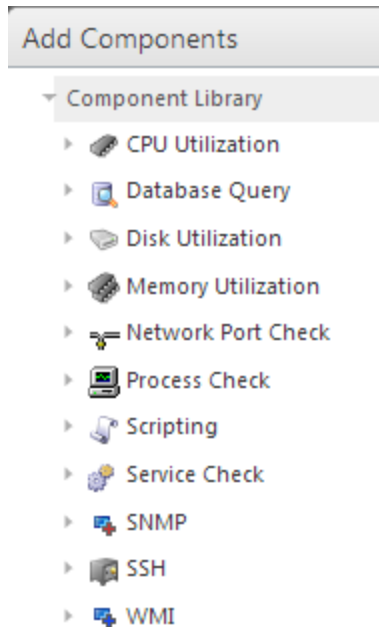 Add Components
Component Library
CPU Utilization
Database Query
Disk Utilization
Memory Utilization
Network Port Check
Process Check
Scripting
Service Check
SNMP
SSH
WMI